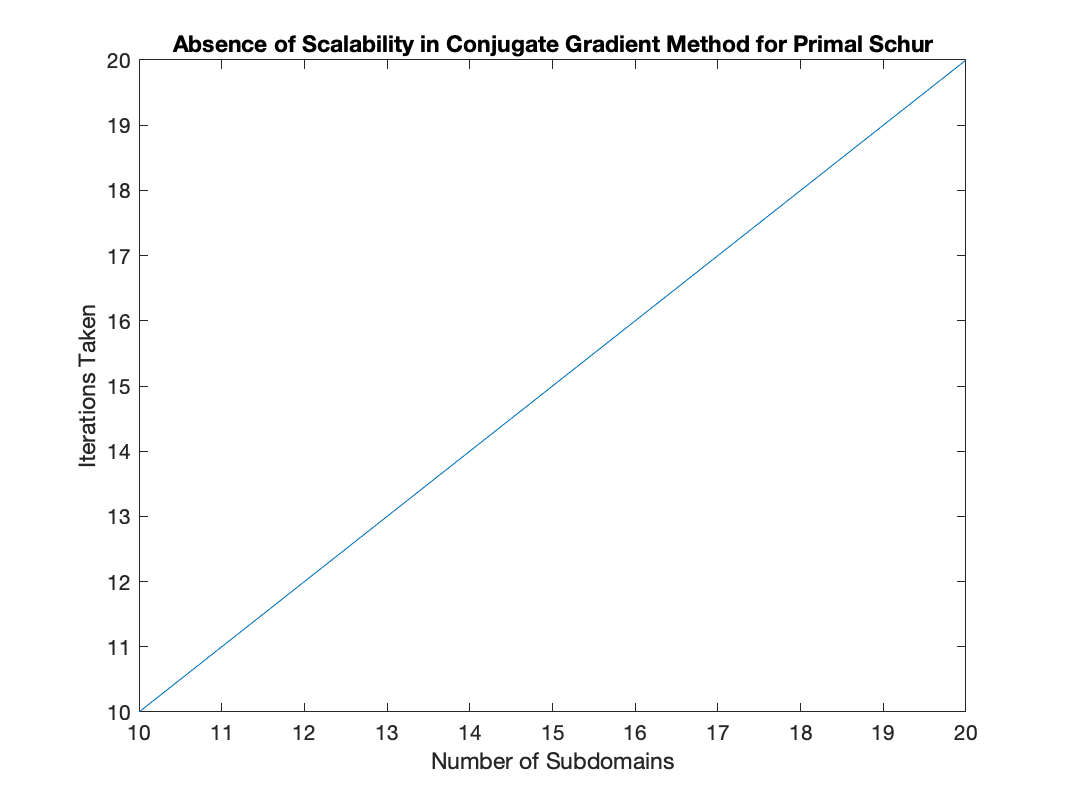 Absence of Scalability in Conjugate Gradient Method for Primal Schur
20
19
18
17
16
15
14
13
12
11
10
Iterations Taken
10 11 12 13 14 15 16 17 18 19 20
Number of Subdomains